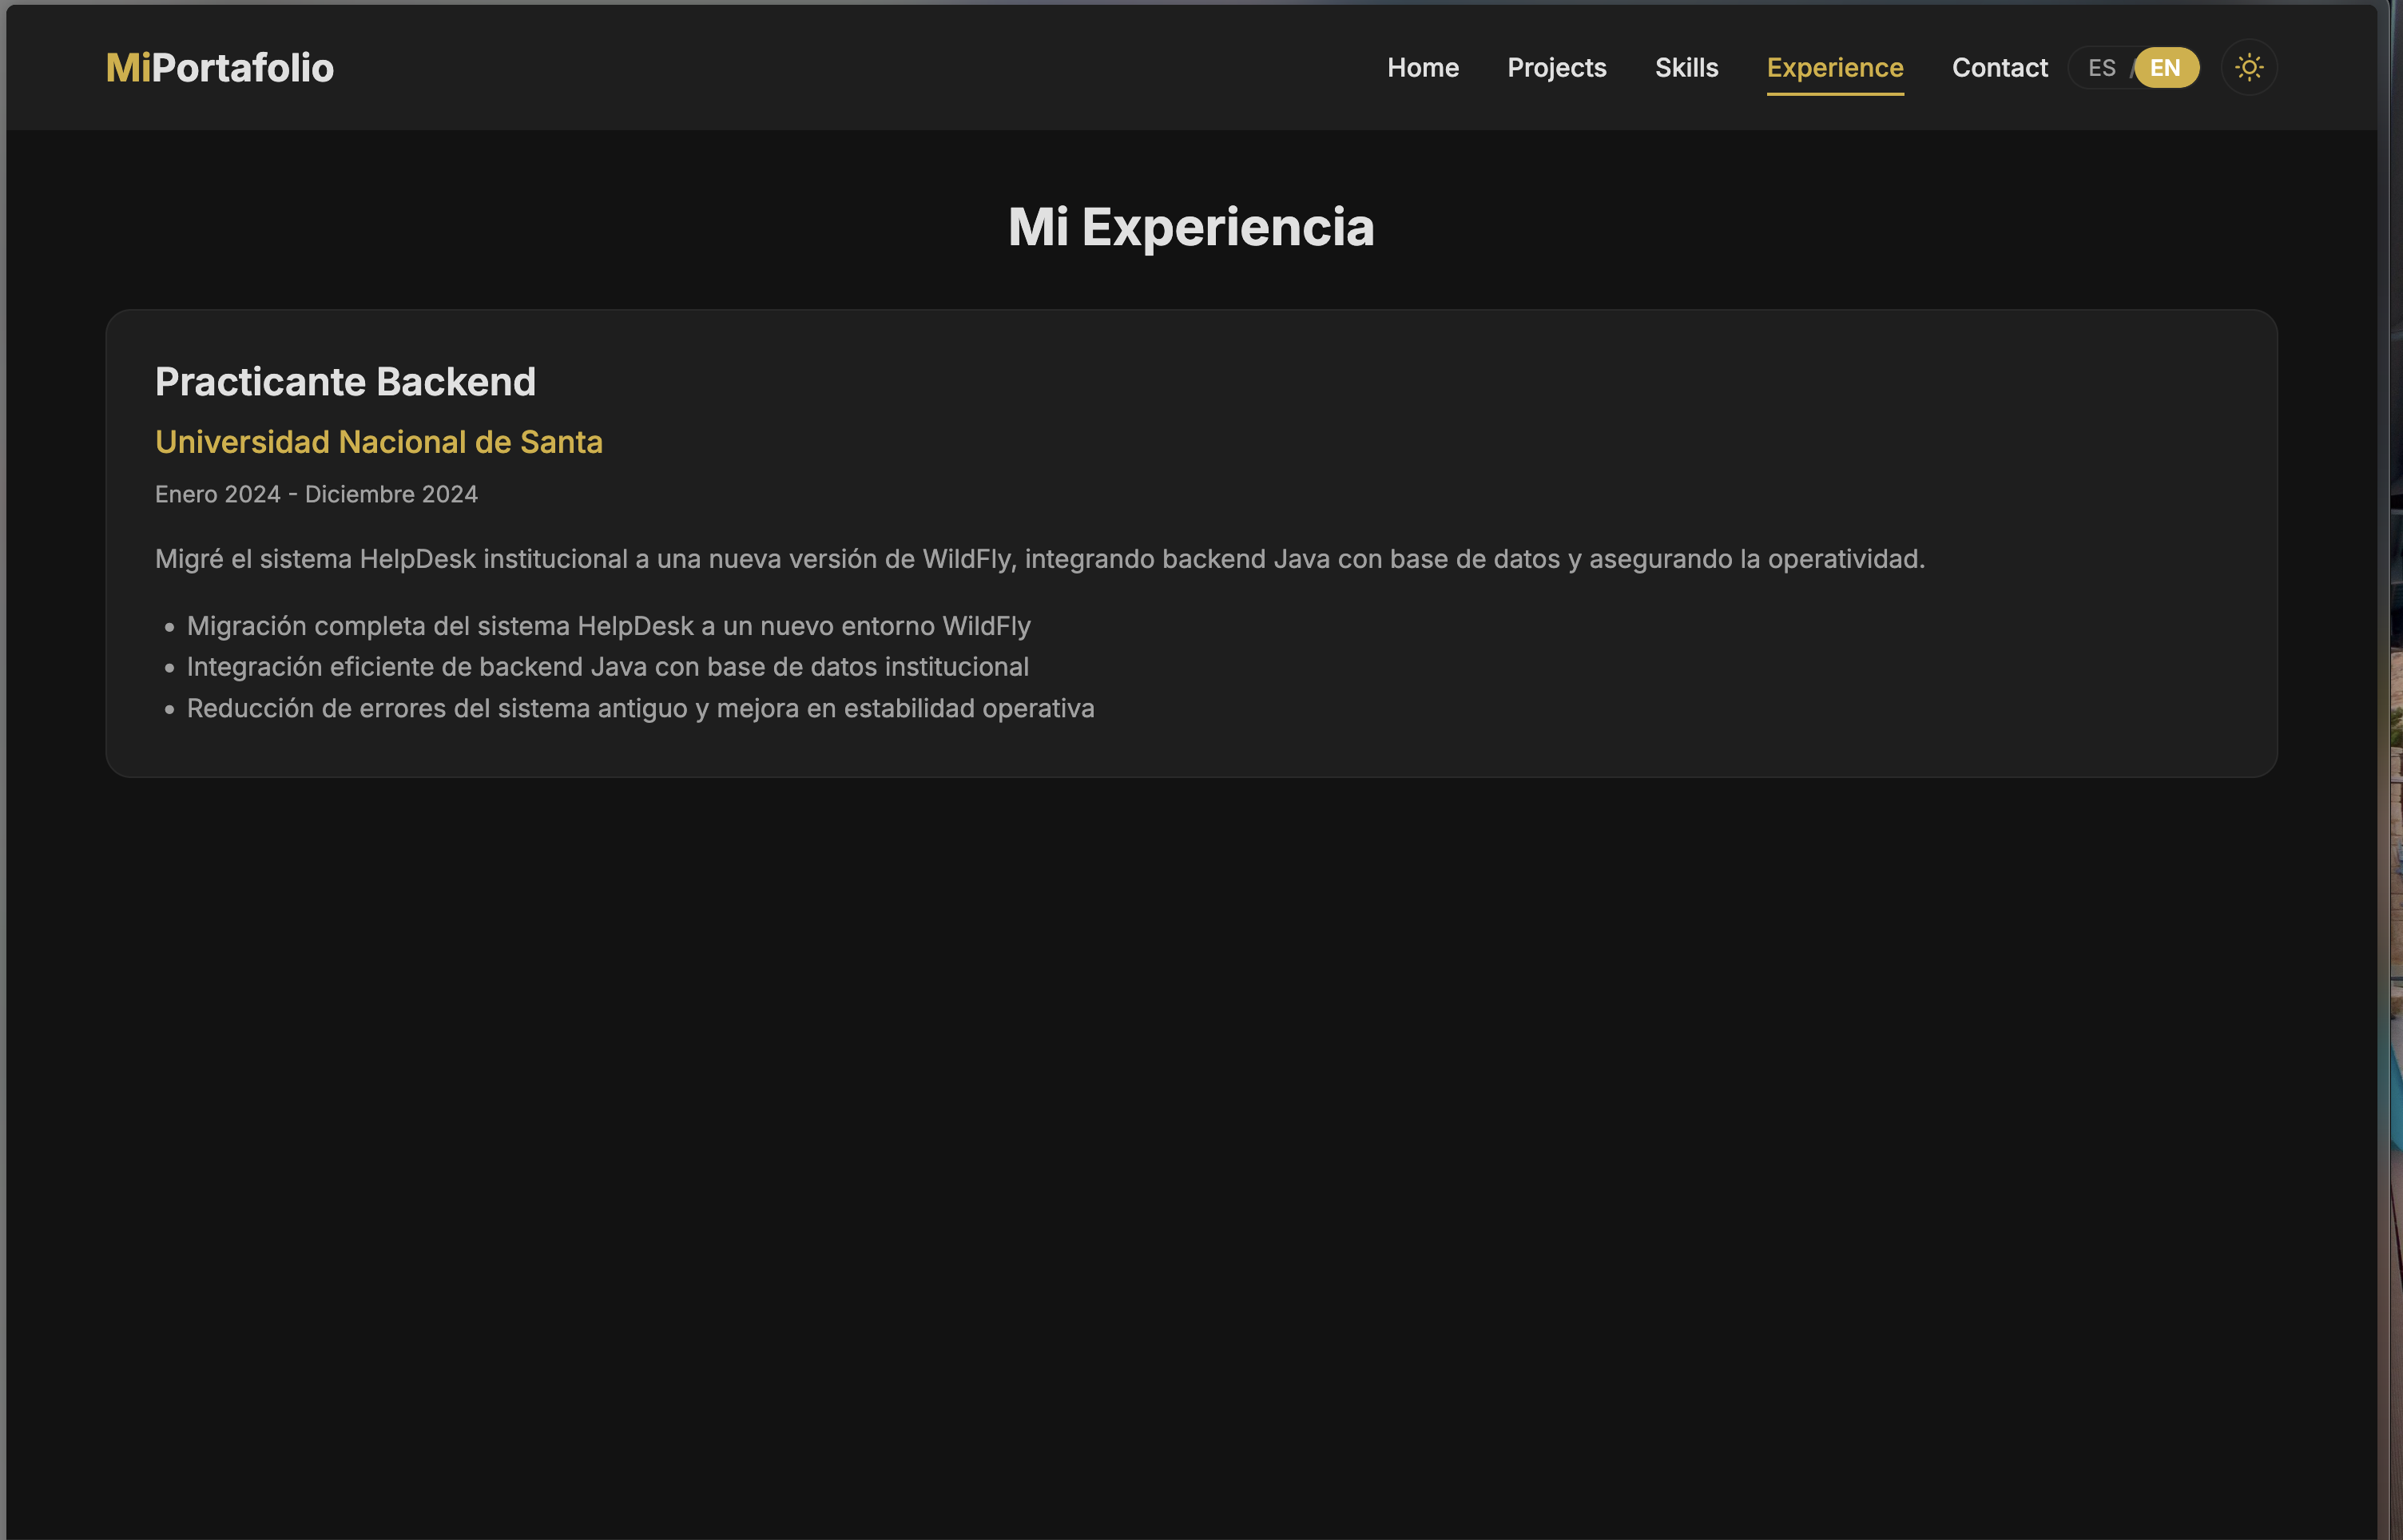 MiPortafolio
Home Projects Skills Experience Contact ES / EN
Mi Experiencia
Practicante Backend
Universidad Nacional de Santa
Enero 2024 - Diciembre 2024
Migré el sistema HelpDesk institucional a una nueva versión de WildFly, integrando backend Java con base de datos y asegurando la operatividad.
• Migración completa del sistema HelpDesk a un nuevo entorno WildFly
• Integración eficiente de backend Java con base de datos institucional
• Reducción de errores del sistema antiguo y mejora en estabilidad operativa